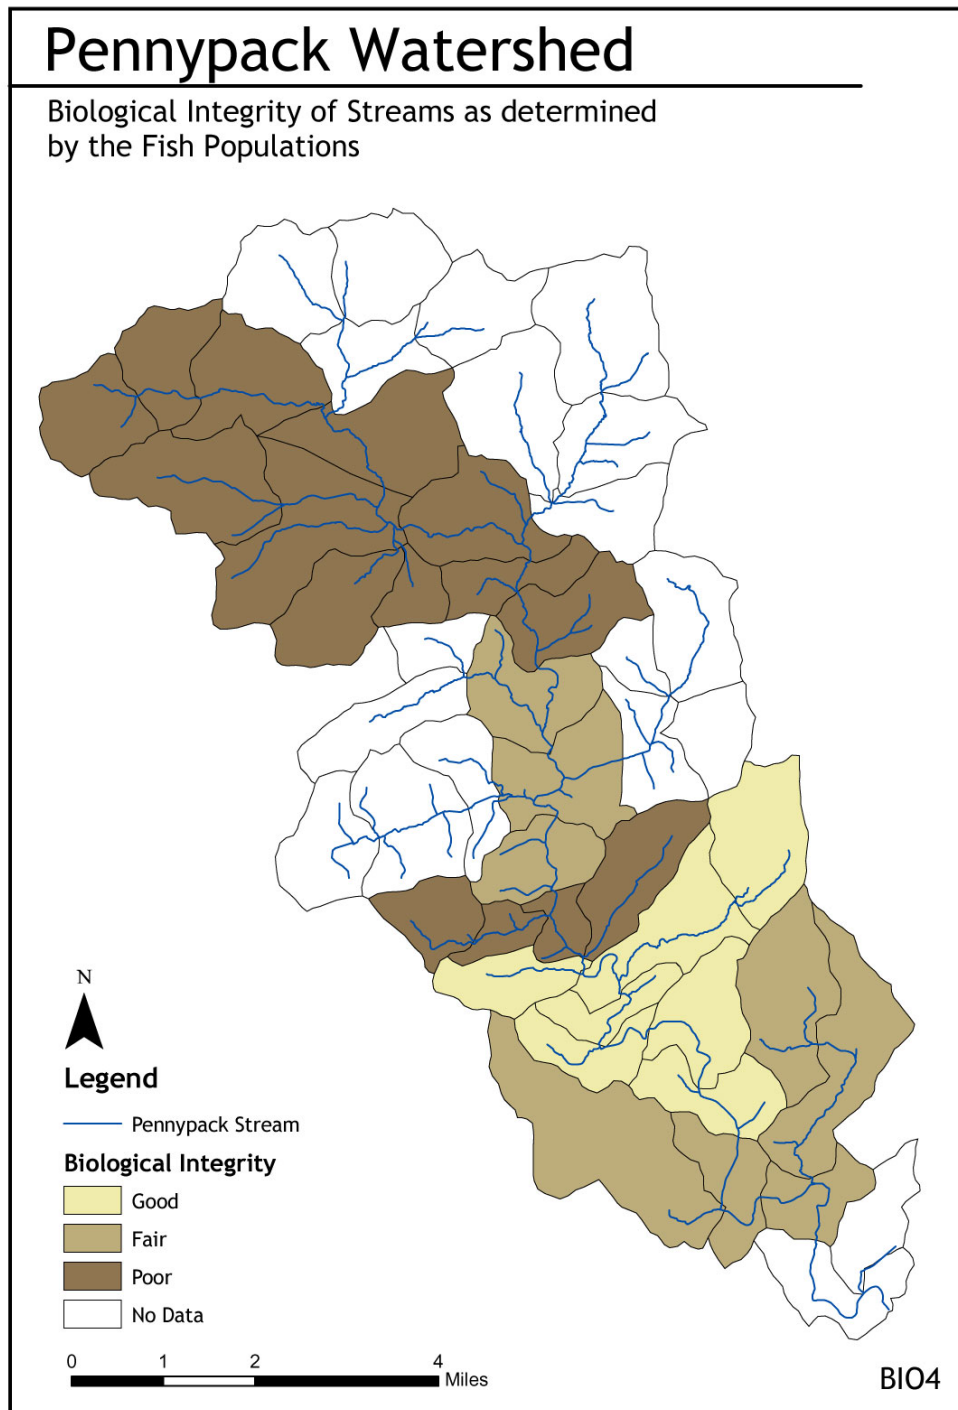 Pennypack Watershed
Biological Integrity of Streams as determined
by the Fish Populations
N
Legend
Pennypack Stream
Biological Integrity
Good
Fair
Poor
No Data
0 1 2 4
Miles
BIO4